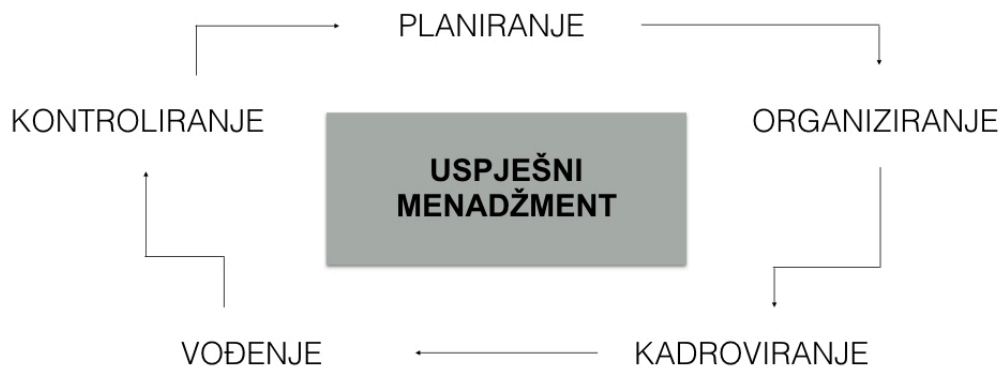 PLANIRANJE
KONTROLIRANJE
ORGANIZIRANJE
USPJEŠNI
MENADŽMENT
VOĐENJE
KADROVIRANJE